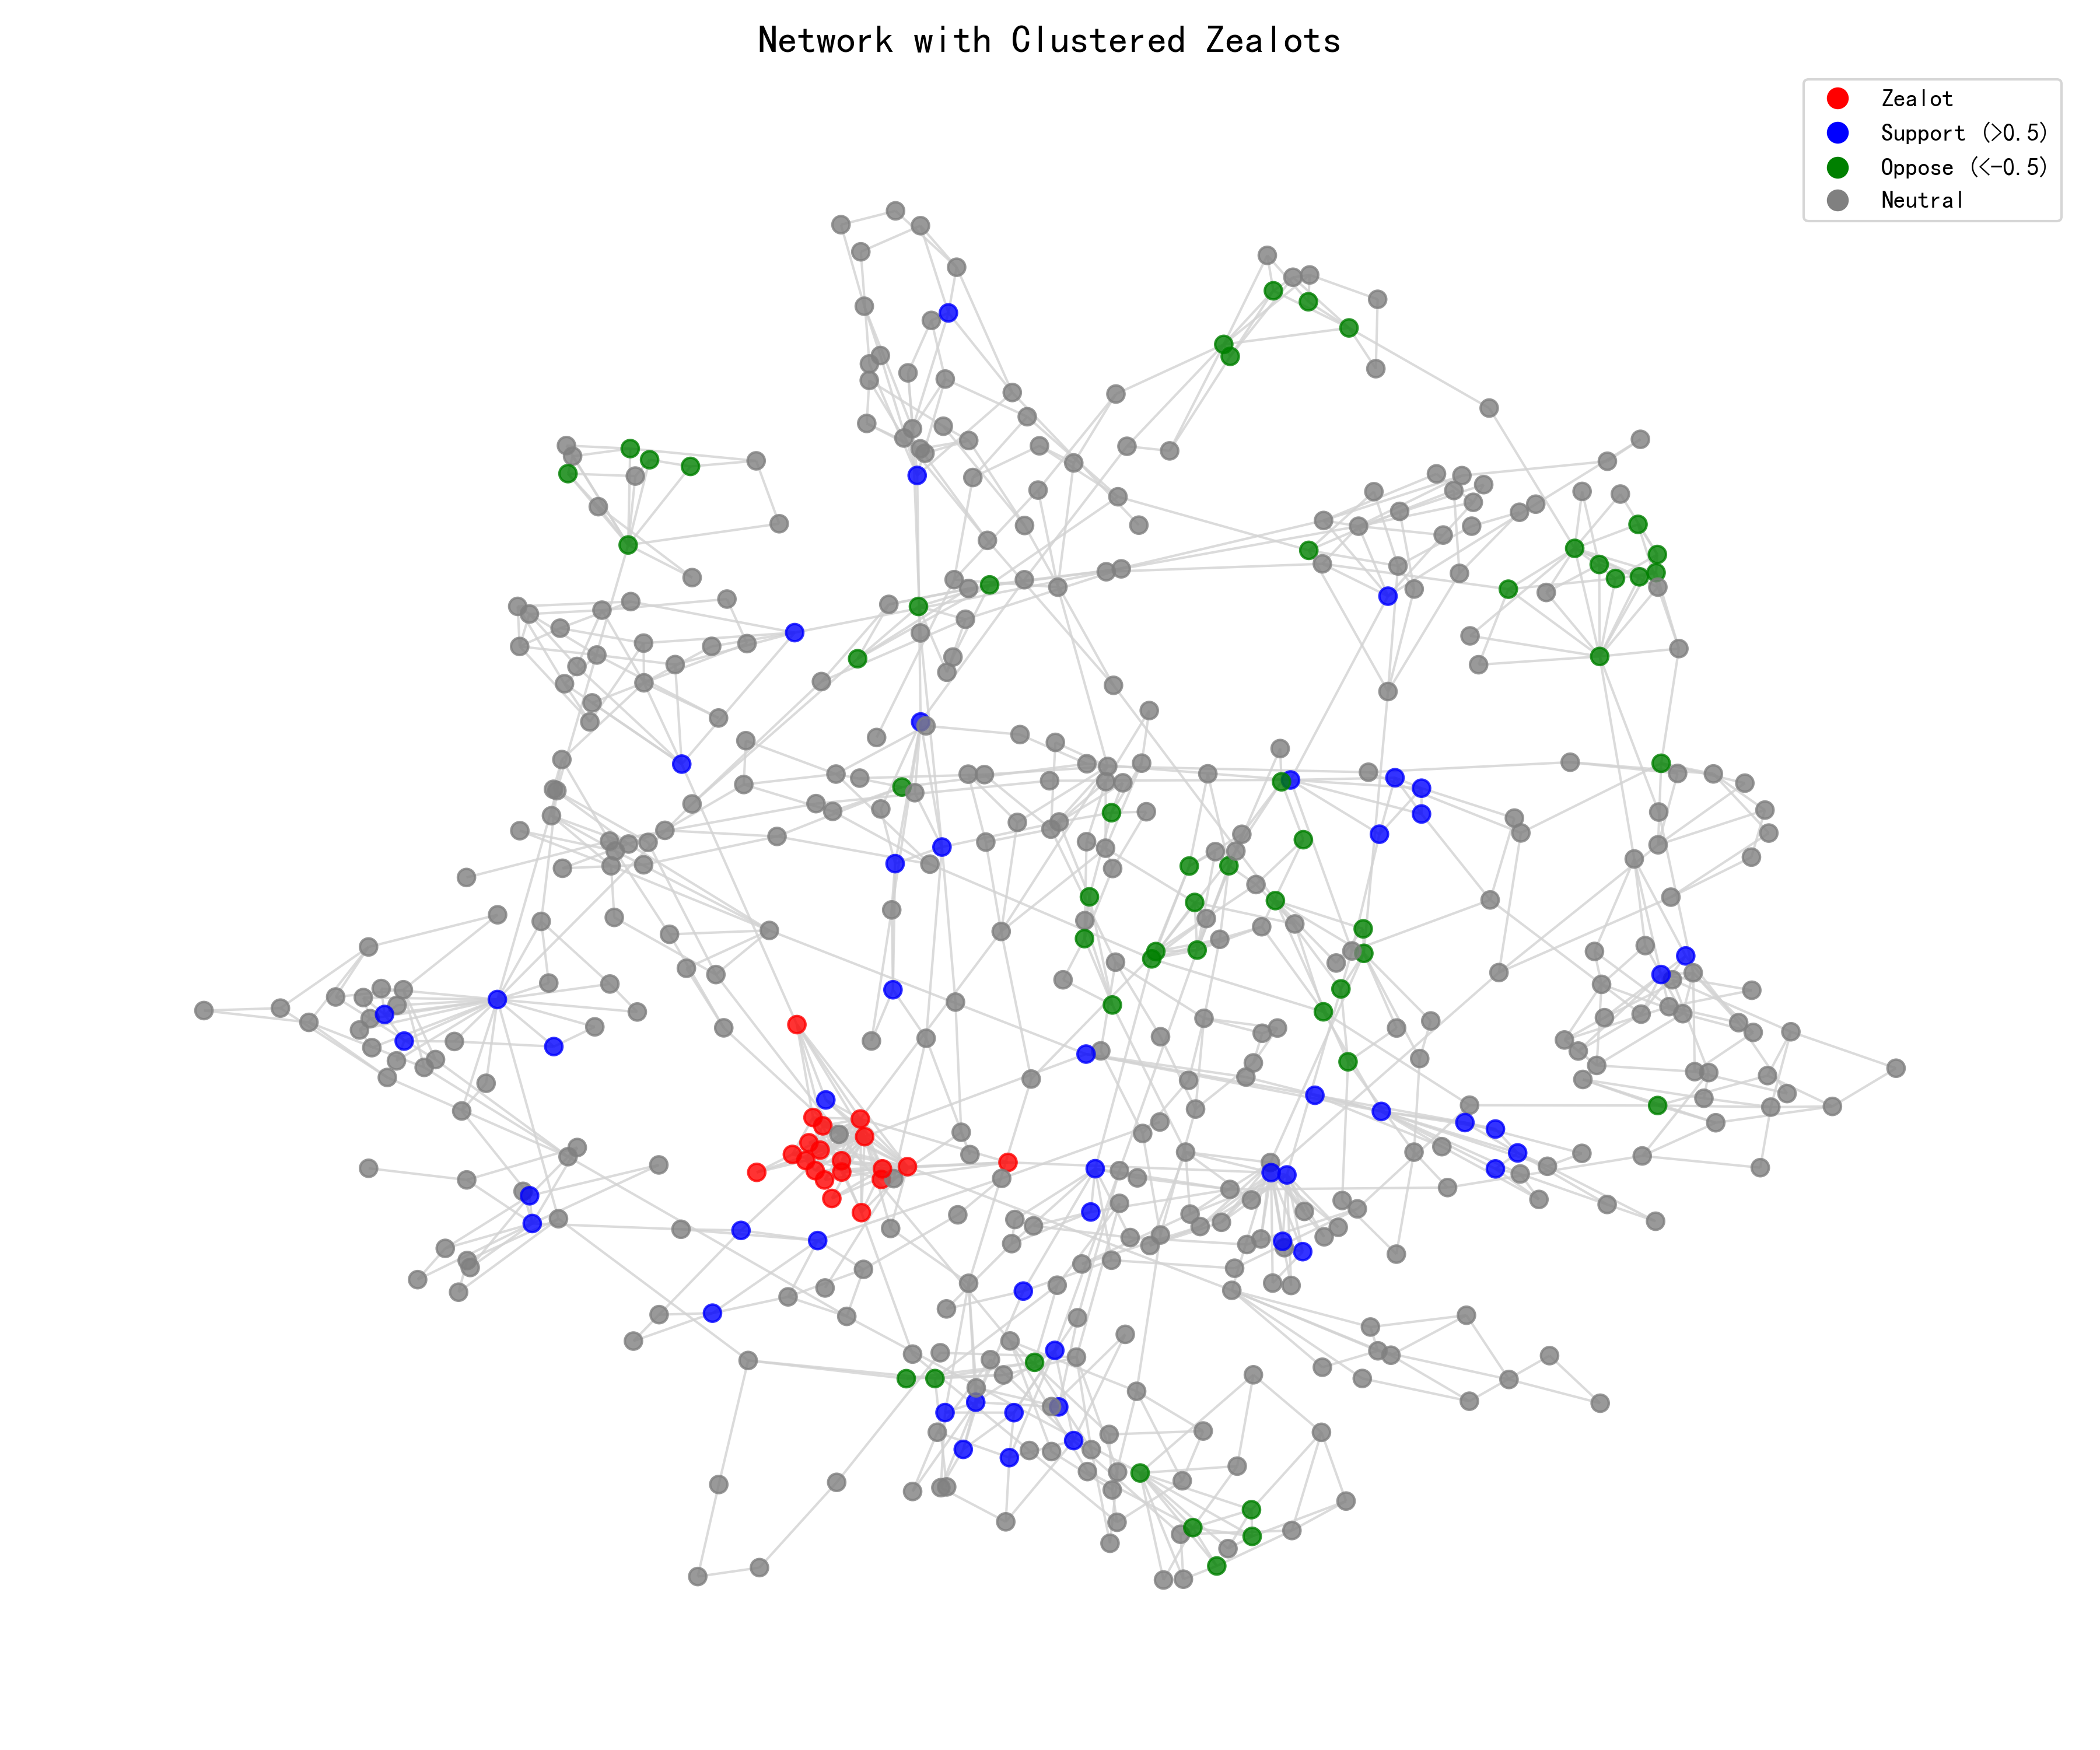 Network with Clustered Zealots
Zealot
Support (>0.5)
Oppose (<-0.5)
Neutral